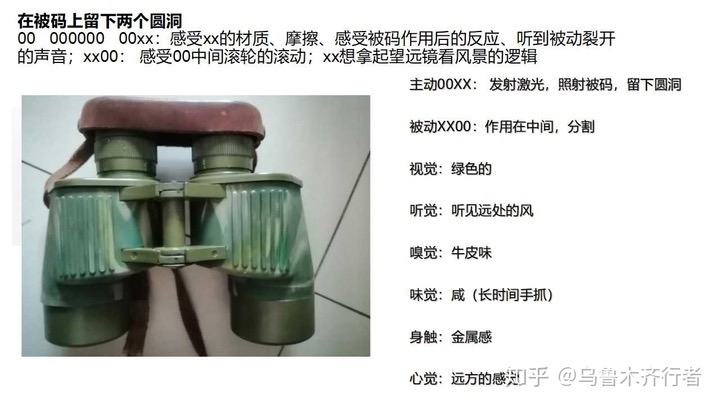 在被码上留下两个圆洞
00 000000 00xx：感受xx的材质、摩擦、感受被码作用后的反应、听到被动裂开
的声音；xx00： 感受00中间滚轮的滚动；xx想拿起望远镜看风景的逻辑
主动00XX： 发射激光，照射被码，留下圆洞
被动XX00：作用在中间，分割
视觉：绿色的
听觉：听见远处的风
嗅觉：牛皮味
味觉：咸（长时间手抓）
身触：金属感
心觉：远方的感知
知乎 @乌鲁木齐行者